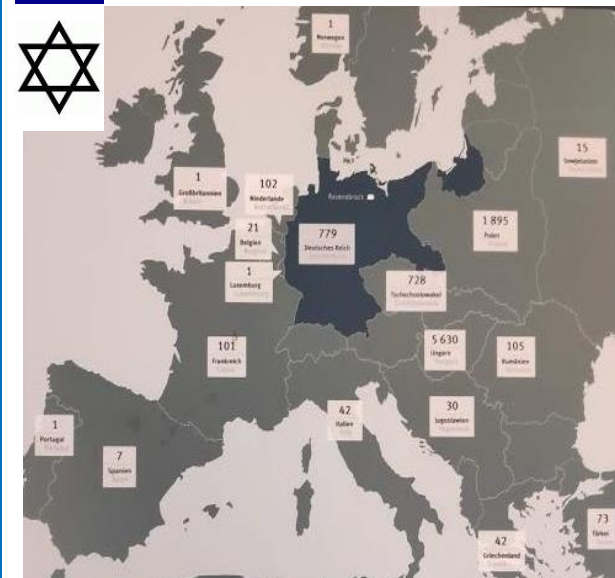 1
Norwegen
15
Sowjetunion
1
Großbritannien
102
Niederlande
Ravensbrück
1 895
Polen
21
Belgien
779
Deutsches Reich
1
Luxemburg
728
Tschechoslowakei
101
Frankreich
5 630
Ungarn
105
Rumänien
1
Portugal
7
Spanien
42
Italien
30
Jugoslawien
73
Türkei
42
Griechenland